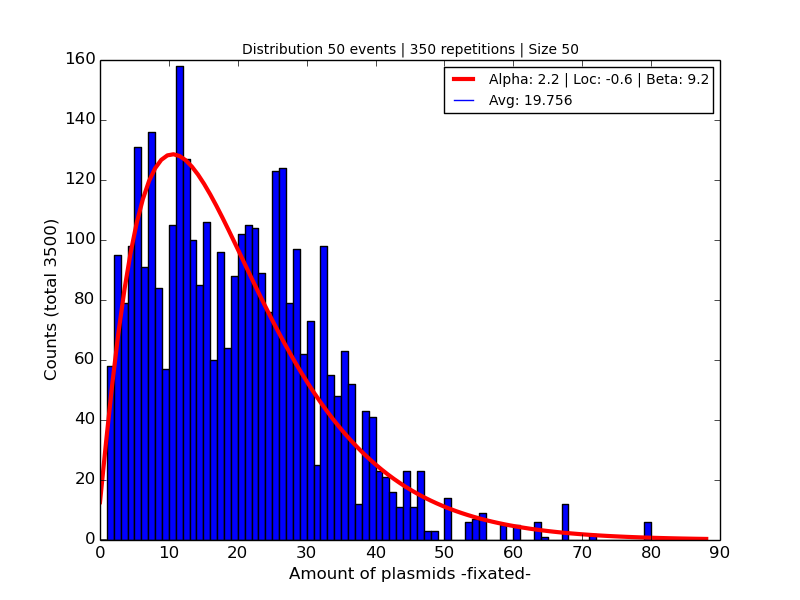 Distribution 50 events | 350 repetitions | Size 50
Alpha: 2.2 | Loc: -0.6 | Beta: 9.2
Avg: 19.756
160
140
120
100
80
60
40
20
0
Counts (total 3500)
0 10 20 30 40 50 60 70 80 90
Amount of plasmids -fixated-